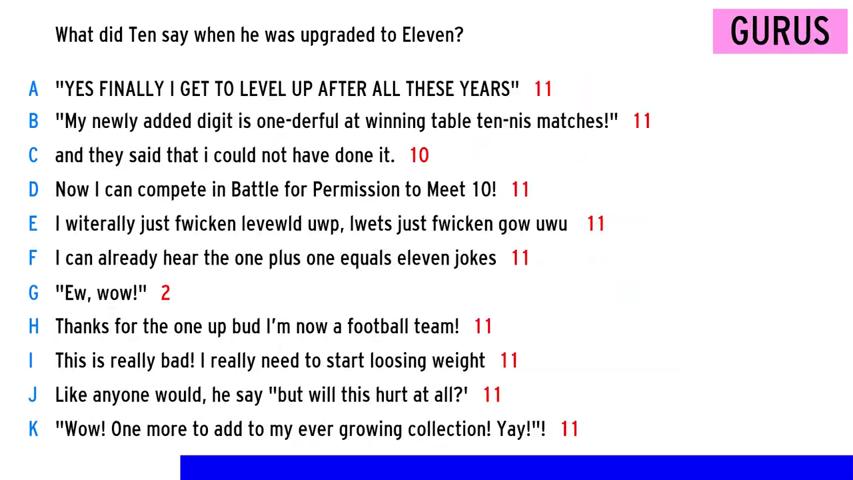 What did Ten say when he was upgraded to Eleven?
GURUS
A "YES FINALLY I GET TO LEVEL UP AFTER ALL THESE YEARS" 11
B "My newly added digit is one-derful at winning table ten-nis matches!" 11
C and they said that i could not have done it. 10
D Now I can compete in Battle for Permission to Meet 10! 11
E I witerally just fwicken levewld uwp, lwets just fwicken gow uwu 11
F I can already hear the one plus one equals eleven jokes 11
G "Ew, wow!" 2
H Thanks for the one up bud I'm now a football team! 11
I This is really bad! I really need to start loosing weight 11
J Like anyone would, he say "but will this hurt at all?' 11
K "Wow! One more to add to my ever growing collection! Yay!"! 11